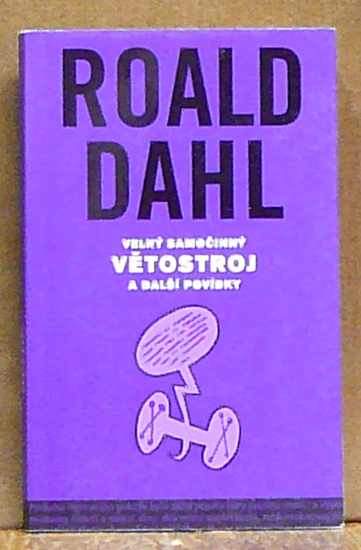 ROALD
DAHL
VELKÝ SAMOČINNÝ
VĚTOSTROJ
A DALŠÍ POVÍDKY